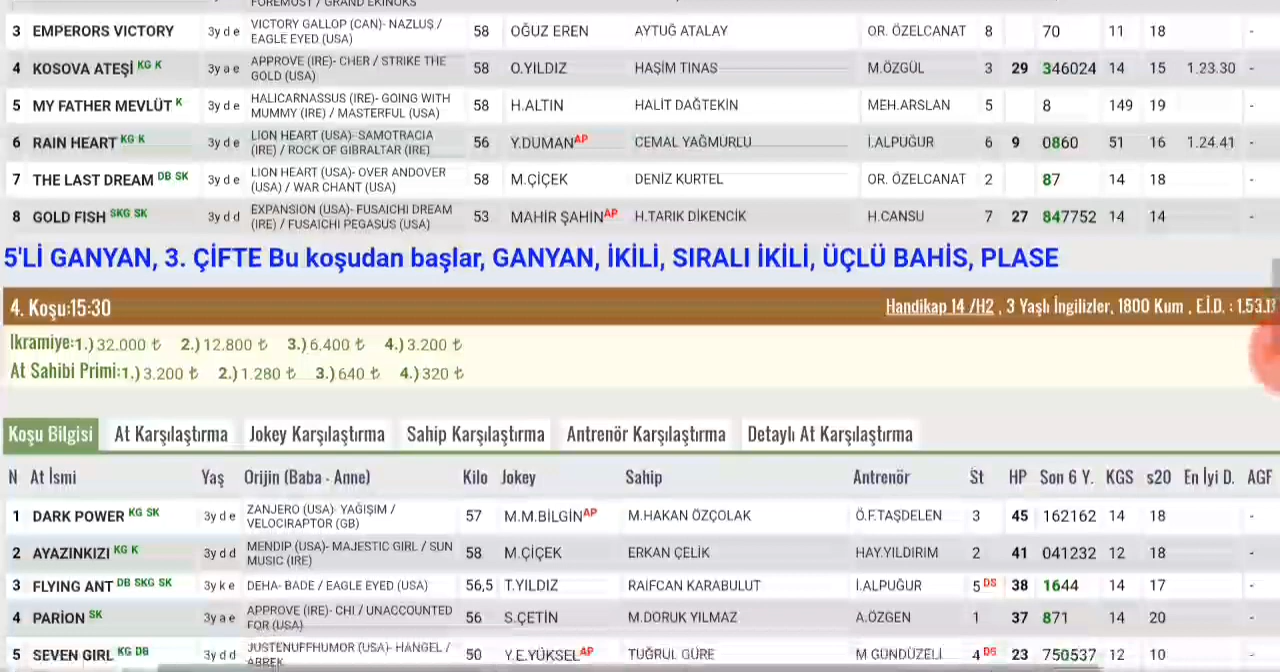 FOREMOST / GRAND EKINOKS
3 EMPERORS VICTORY 3y d e VICTORY GALLOP (CAN)- NAZLUŞ / EAGLE EYED (USA) 58 OĞUZ EREN AYTUĞ ATALAY OR. ÖZELCANAT 8 70 11 18 -
4 KOSOVA ATEŞİ KG K 3y a e APPROVE (IRE)- CHER / STRIKE THE GOLD (USA) 58 O.YILDIZ HAŞİM TINAS M.ÖZGÜL 3 29 346024 14 15 1.23.30 -
5 MY FATHER MEVLÜT K 3y d e HALICARNASSUS (IRE)- GOING WITH MUMMY (IRE) / MASTERFUL (USA) 58 H.ALTIN HALİT DAĞTEKİN MEH.ARSLAN 5 8 149 19 -
6 RAIN HEART KG K 3y d e LION HEART (USA)- SAMOTRACIA (IRE) / ROCK OF GIBRALTAR (IRE) 56 Y.DUMAN AP CEMAL YAĞMURLU İ.ALPUĞUR 6 9 0860 51 16 1.24.41 -
7 THE LAST DREAM DB SK 3y d e LION HEART (USA)- OVER ANDOVER (USA) / WAR CHANT (USA) 58 M.ÇİÇEK DENİZ KURTEL OR. ÖZELCANAT 2 87 14 18 -
8 GOLD FISH SKG SK 3y d d EXPANSION (USA)- FUSAICHI DREAM (IRE) / FUSAICHI PEGASUS (USA) 53 MAHİR ŞAHİN AP H.TARIK DİKENCİK H.CANSU 7 27 847752 14 14 -
5'Lİ GANYAN, 3. ÇİFTE Bu koşudan başlar, GANYAN, İKİLİ, SIRALI İKİLİ, ÜÇLÜ BAHİS, PLASE
4. Koşu:15:30 Handikap 14 /H2 , 3 Yaşlı İngilizler, 1800 Kum , E.İ.D. : 1.53.13
Ikramiye:1.) 32.000 ₺ 2.) 12.800 ₺ 3.) 6.400 ₺ 4.) 3.200 ₺
At Sahibi Primi:1.) 3.200 ₺ 2.) 1.280 ₺ 3.) 640 ₺ 4.) 320 ₺
Koşu Bilgisi At Karşılaştırma Jokey Karşılaştırma Sahip Karşılaştırma Antrenör Karşılaştırma Detaylı At Karşılaştırma
N At İsmi Yaş Orijin (Baba - Anne) Kilo Jokey Sahip Antrenör St HP Son 6 Y. KGS s20 En İyi D. AGF
1 DARK POWER KG SK 3y d e ZANJERO (USA)- YAĞIŞIM / VELOCIRAPTOR (GB) 57 M.M.BİLGİN AP M.HAKAN ÖZÇOLAK Ö.F.TAŞDELEN 3 45 162162 14 18 -
2 AYAZINKIZI KG K 3y d d MENDIP (USA)- MAJESTIC GIRL / SUN MUSIC (IRE) 58 M.ÇİÇEK ERKAN ÇELİK HAY.YILDIRIM 2 41 041232 12 18 -
3 FLYING ANT DB SKG SK 3y k e DEHA- BADE / EAGLE EYED (USA) 56,5 T.YILDIZ RAİFCAN KARABULUT İ.ALPUĞUR 5 DS 38 1644 14 17 -
4 PARİON SK 3y a e APPROVE (IRE)- CHI / UNACCOUNTED FOR (USA) 56 S.ÇETİN M.DORUK YILMAZ A.ÖZGEN 1 37 871 14 20 -
5 SEVEN GIRL KG DB 3y d d JUSTENUFFHUMOR (USA)- HANGEL / ABREK 50 Y.E.YÜKSEL AP TUĞRUL GÜRE M GÜNDÜZELİ 4 DS 23 750537 12 10 -